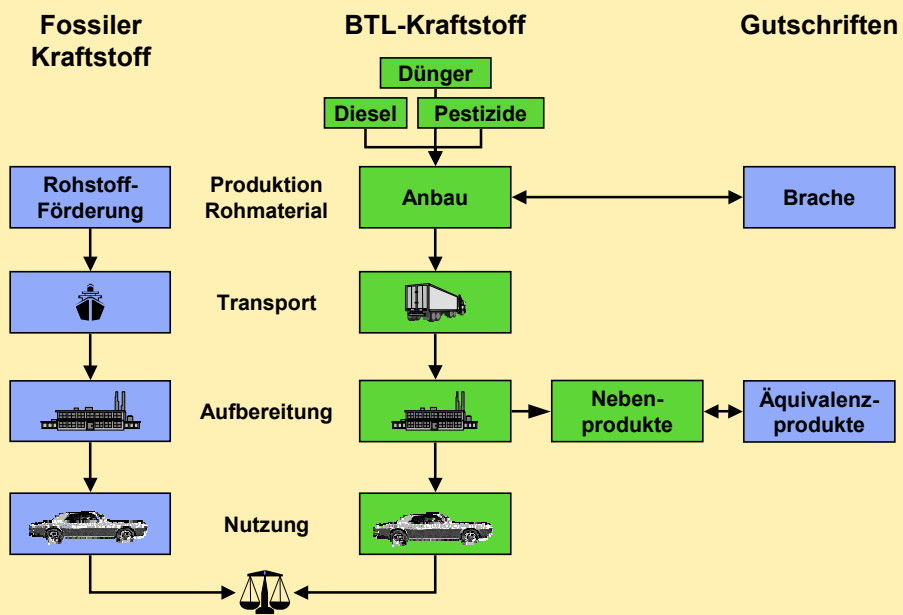 Fossiler
Kraftstoff
BTL-Kraftstoff
Gutschriften
Dünger
Diesel
Pestizide
Rohstoff-
Förderung
Produktion
Rohmaterial
Anbau
Brache
Transport
Aufbereitung
Neben-
produkte
Äquivalenz-
produkte
Nutzung